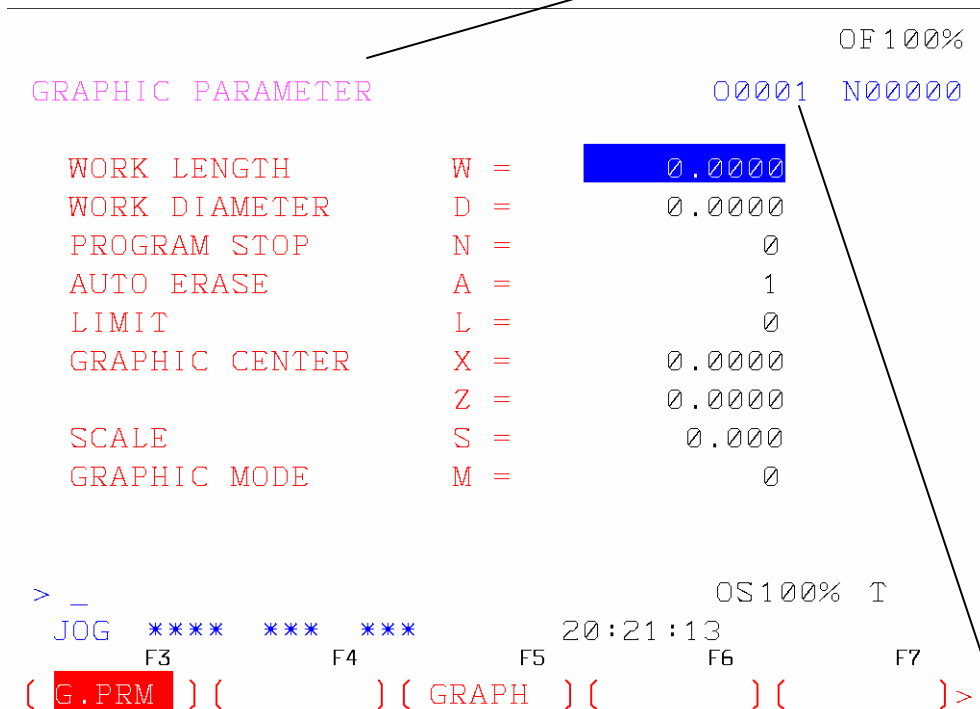 OF100%
GRAPHIC PARAMETER O0001 N00000
WORK LENGTH W = 0.0000
WORK DIAMETER D = 0.0000
PROGRAM STOP N = 0
AUTO ERASE A = 1
LIMIT L = 0
GRAPHIC CENTER X = 0.0000
Z = 0.0000
SCALE S = 0.000
GRAPHIC MODE M = 0
> _ OS100% T
JOG **** *** *** 20:21:13
F3 F4 F5 F6 F7
( G.PRM ) ( ) ( GRAPH ) ( ) ( ) >